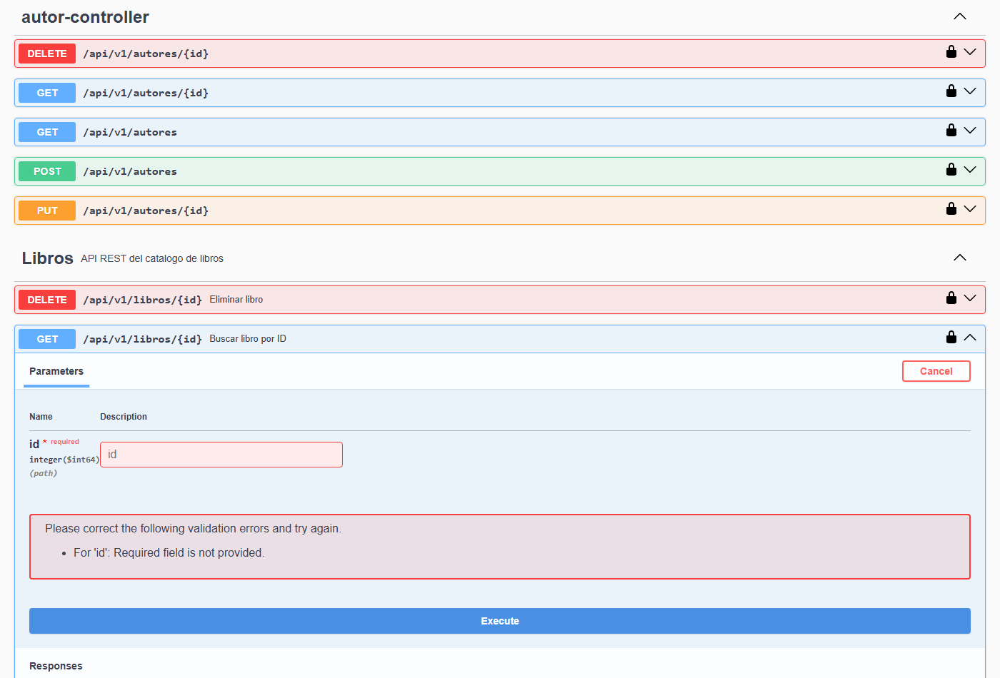 autor-controller
DELETE /api/v1/autores/{id}
GET /api/v1/autores/{id}
GET /api/v1/autores
POST /api/v1/autores
PUT /api/v1/autores/{id}
Libros API REST del catalogo de libros
DELETE /api/v1/libros/{id} Eliminar libro
GET /api/v1/libros/{id} Buscar libro por ID
Parameters Cancel
Name Description
id * required
integer($int64) id
(path)
Please correct the following validation errors and try again.
• For 'id': Required field is not provided.
Execute
Responses